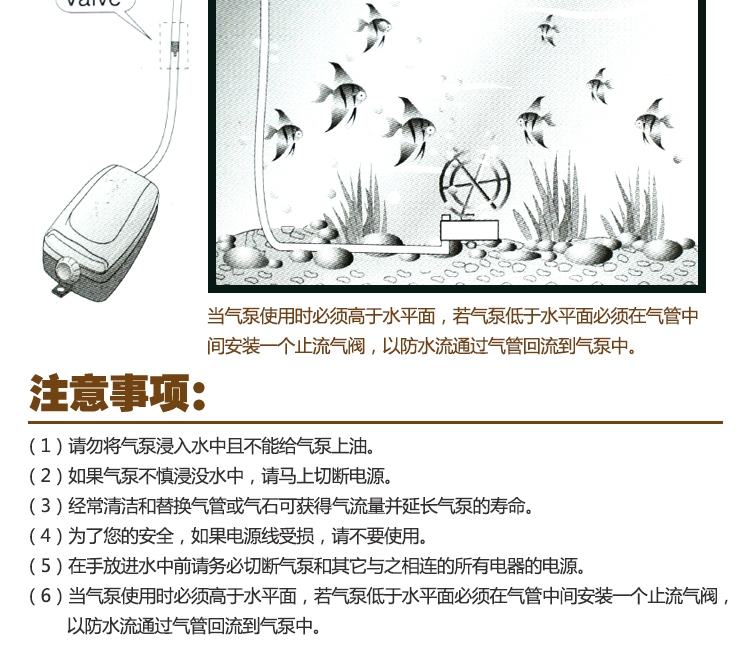 Valve
当气泵使用时必须高于水平面，若气泵低于水平面必须在气管中
间安装一个止流气阀，以防水流通过气管回流到气泵中。
注意事项：
（1）请勿将气泵浸入水中且不能给气泵上油。
（2）如果气泵不慎浸没水中，请马上切断电源。
（3）经常清洁和替换气管或气石可获得气流量并延长气泵的寿命。
（4）为了您的安全，如果电源线受损，请不要使用。
（5）在手放进水中前请务必切断气泵和其它与之相连的所有电器的电源。
（6）当气泵使用时必须高于水平面，若气泵低于水平面必须在气管中间安装一个止流气阀，
以防水流通过气管回流到气泵中。